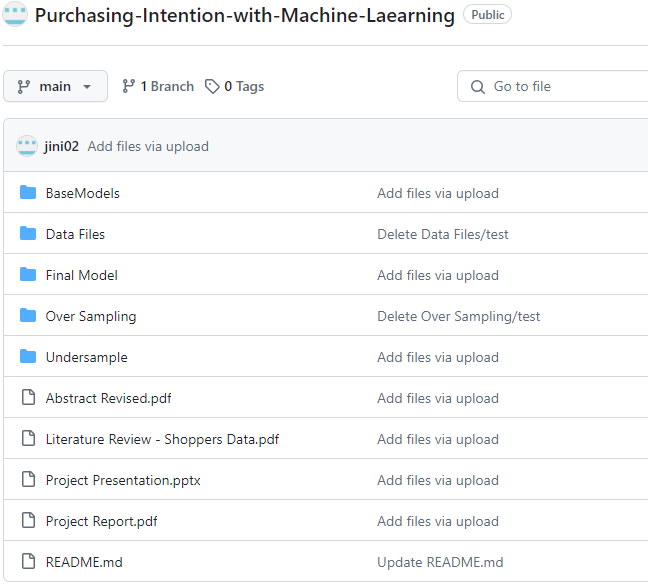 Purchasing-Intention-with-Machine-Laearning Public
main 1 Branch 0 Tags Go to file
jini02 Add files via upload
BaseModels Add files via upload
Data Files Delete Data Files/test
Final Model Add files via upload
Over Sampling Delete Over Sampling/test
Undersample Add files via upload
Abstract Revised.pdf Add files via upload
Literature Review - Shoppers Data.pdf Add files via upload
Project Presentation.pptx Add files via upload
Project Report.pdf Add files via upload
README.md Update README.md